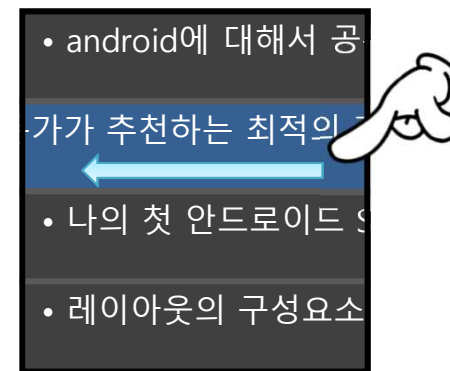 • android에 대해서 공
가가 추천하는 최적의
• 나의 첫 안드로이드
• 레이아웃의 구성요소